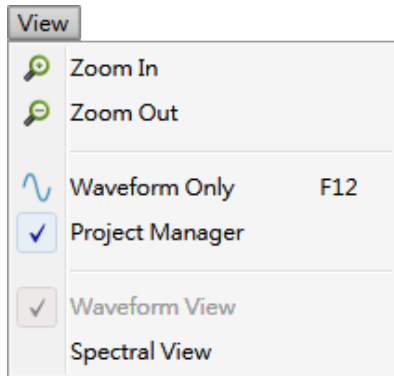 View
Zoom In
Zoom Out
Waveform Only F12
Project Manager
Waveform View
Spectral View